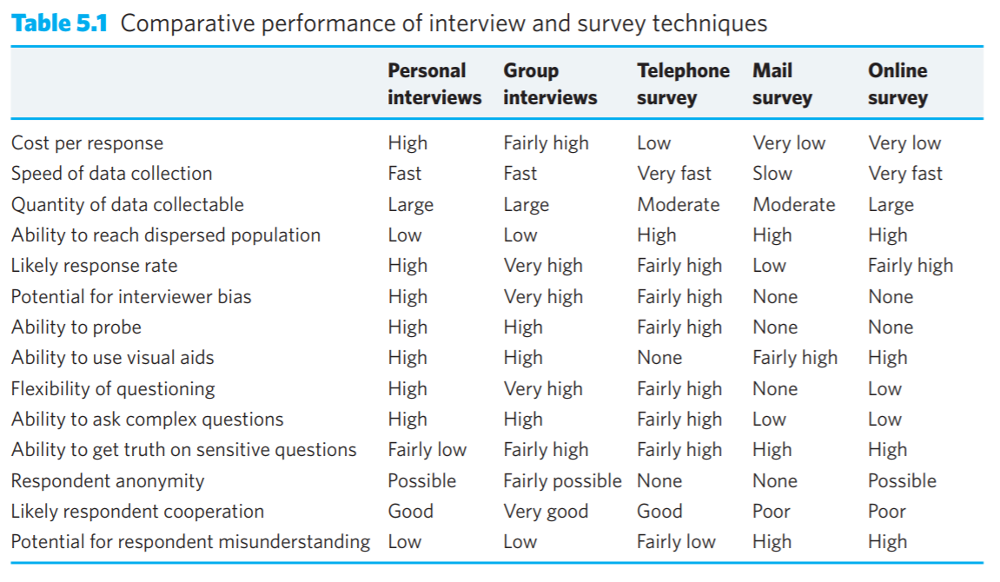 Table 5.1 Comparative performance of interview and survey techniques
Personal interviews Group interviews Telephone survey Mail survey Online survey
Cost per response High Fairly high Low Very low Very low
Speed of data collection Fast Fast Very fast Slow Very fast
Quantity of data collectable Large Large Moderate Moderate Large
Ability to reach dispersed population Low Low High High High
Likely response rate High Very high Fairly high Low Fairly high
Potential for interviewer bias High Very high Fairly high None None
Ability to probe High High Fairly high None None
Ability to use visual aids High High None Fairly high High
Flexibility of questioning High Very high Fairly high None Low
Ability to ask complex questions High High Fairly high Low Low
Ability to get truth on sensitive questions Fairly low Fairly high Fairly high High High
Respondent anonymity Possible Fairly possible None None Possible
Likely respondent cooperation Good Very good Good Poor Poor
Potential for respondent misunderstanding Low Low Fairly low High High